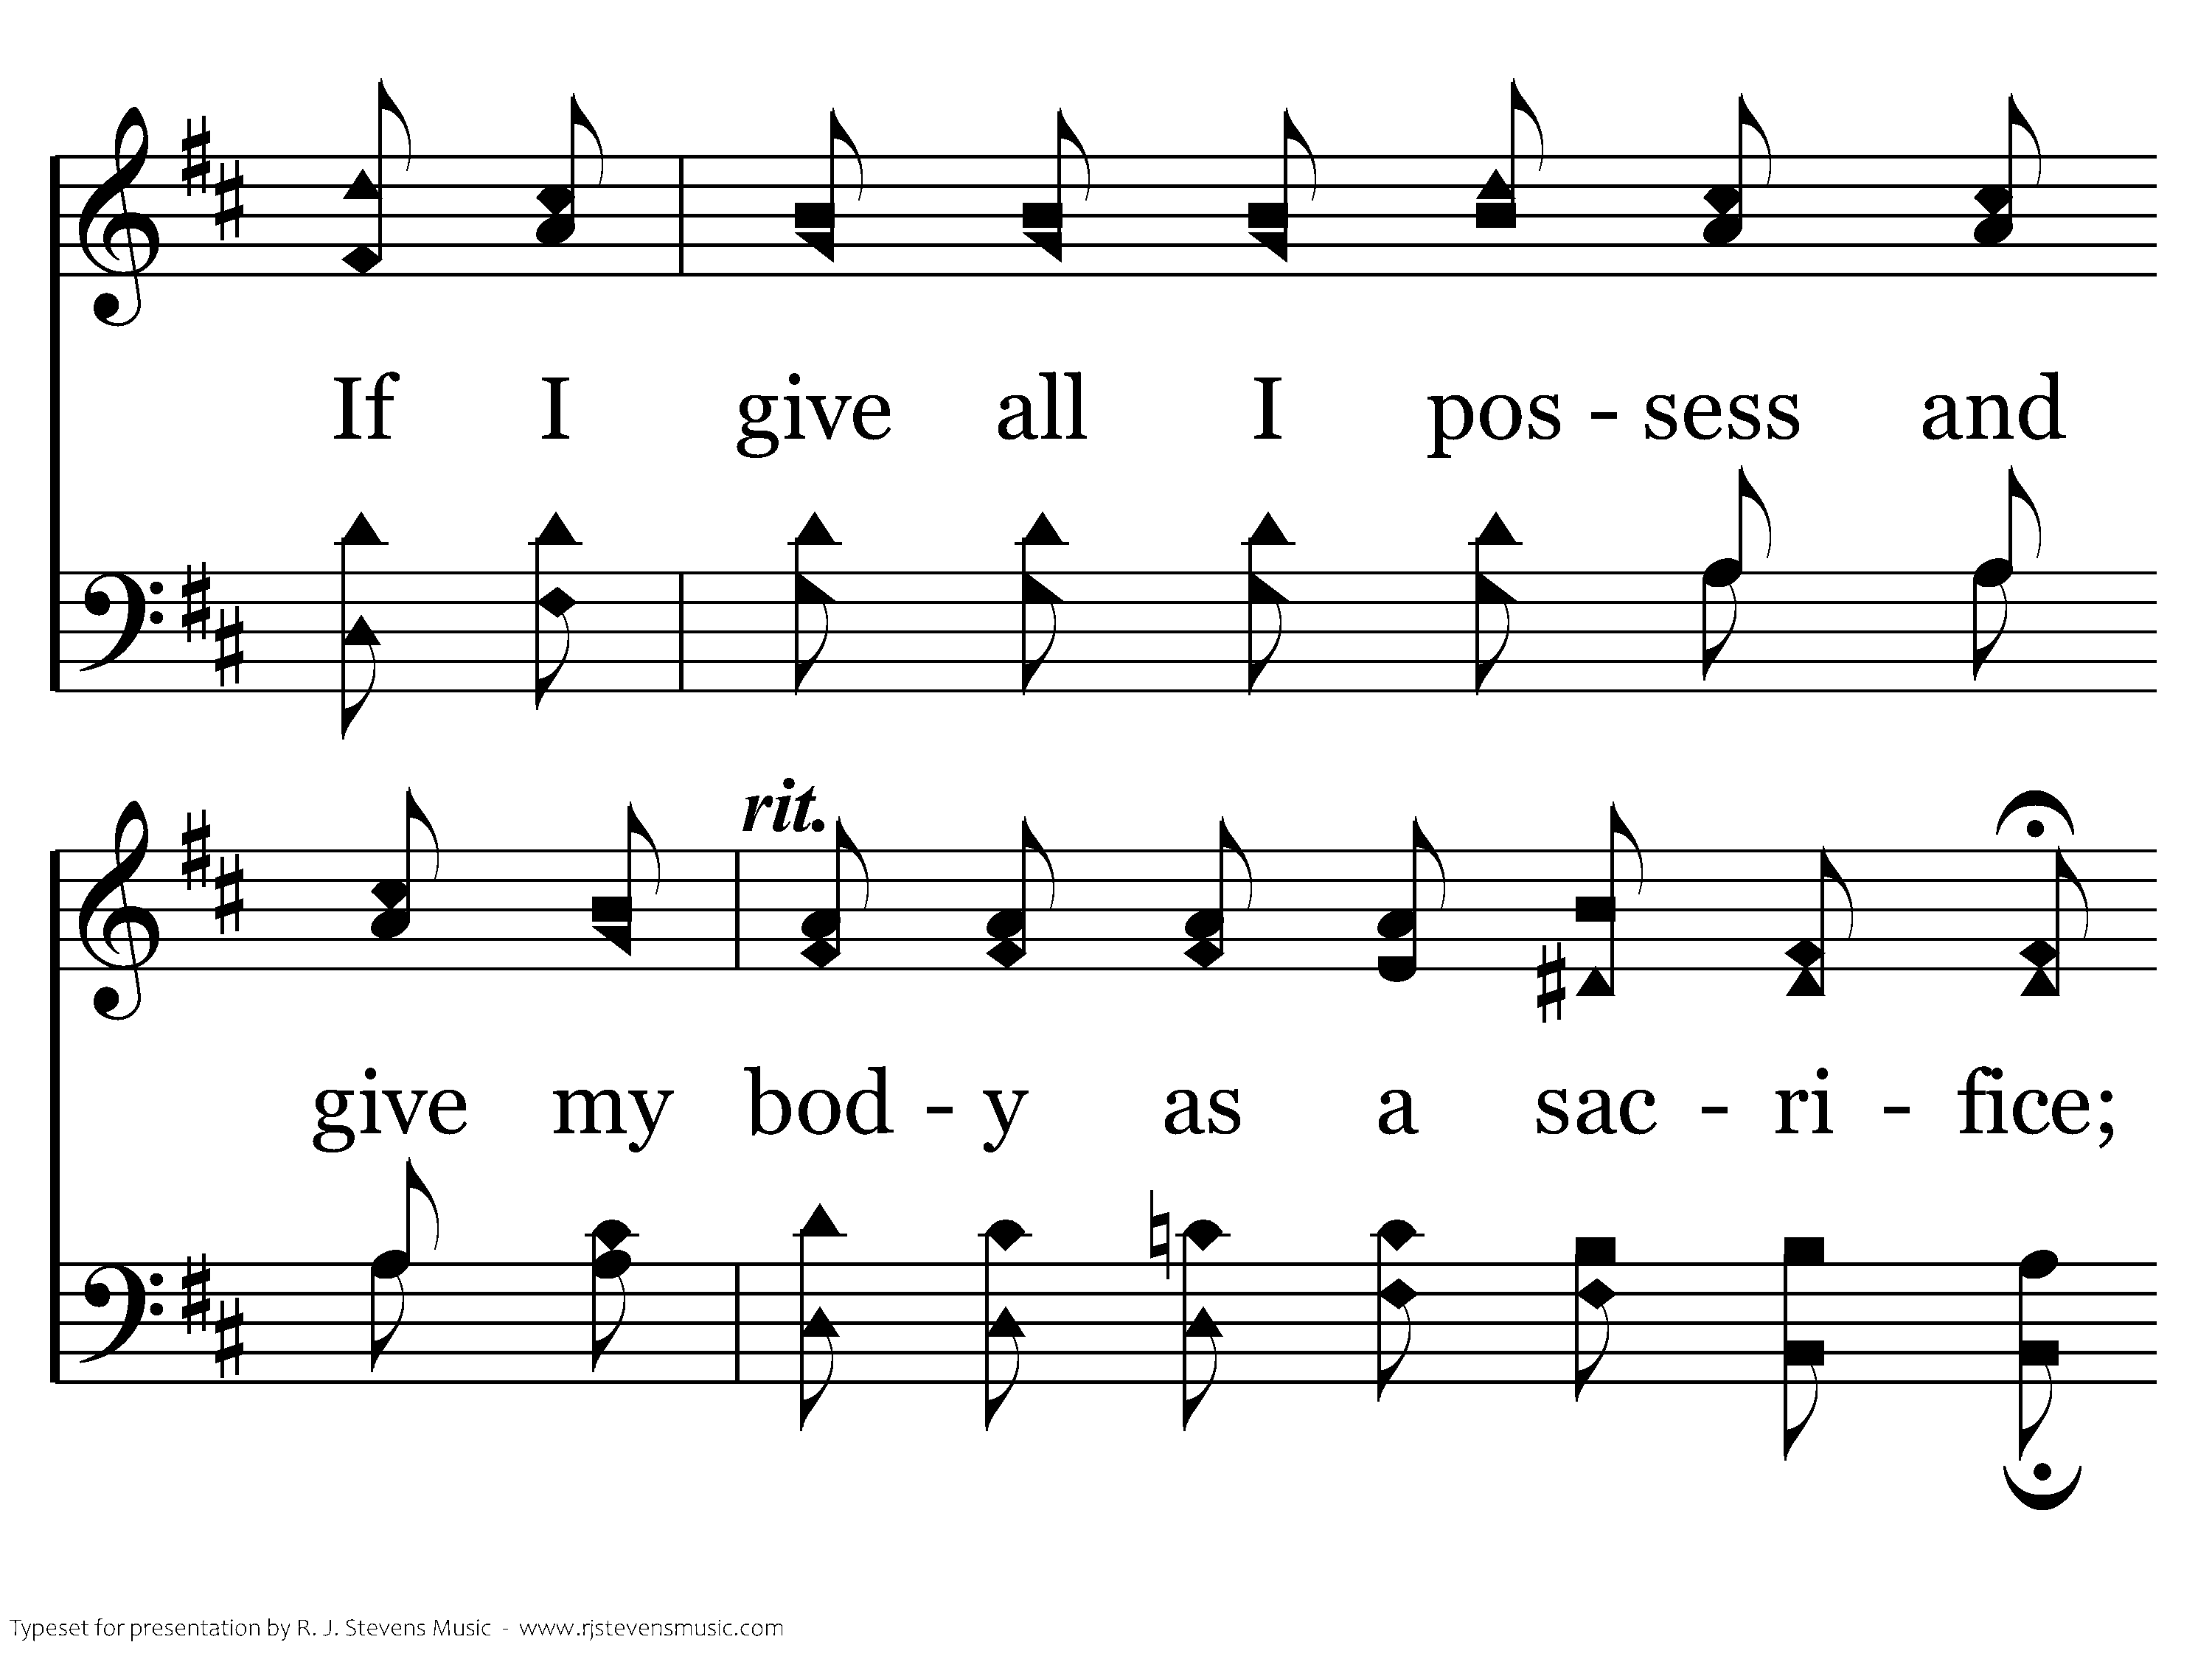 If I give all I pos - sess and
rit.
give my bod - y as a sac - ri - fice;
Typeset for presentation by R. J. Stevens Music - www.rjstevensmusic.com